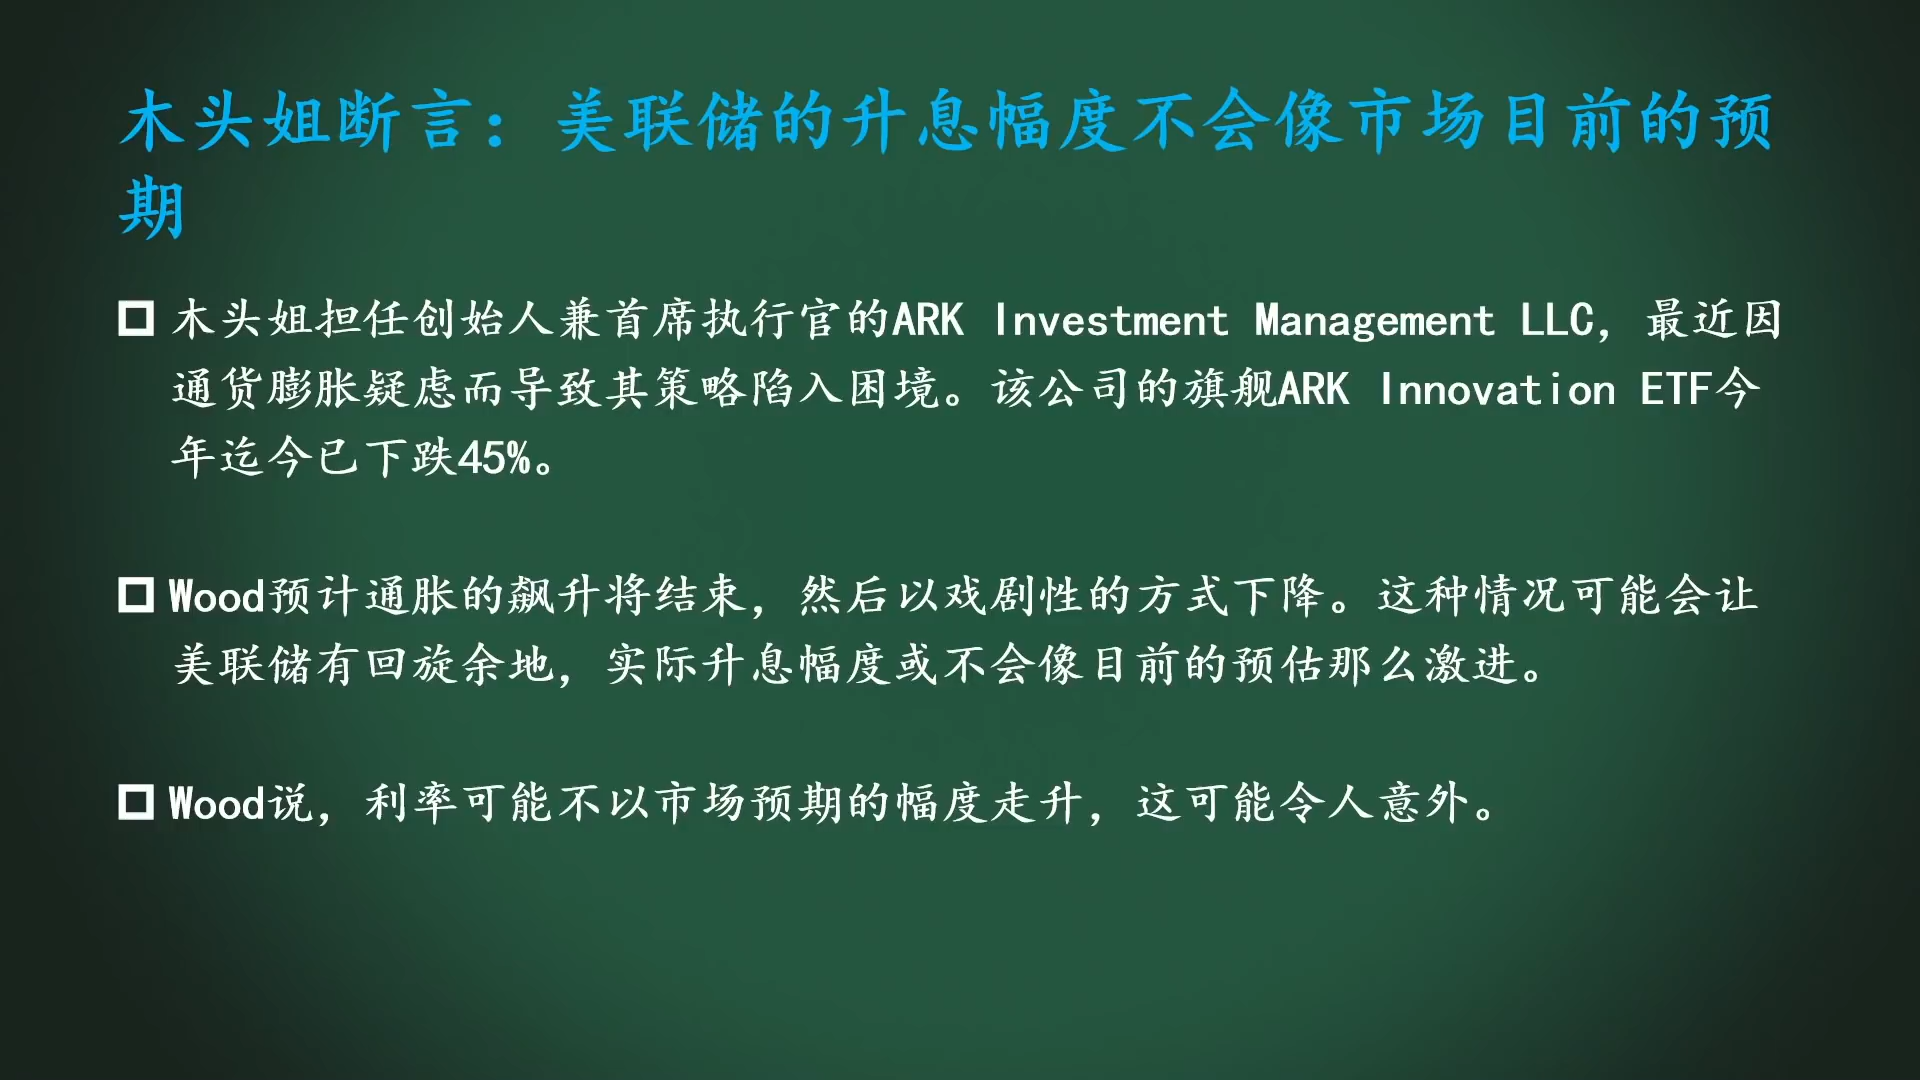 木头姐断言：美联储的升息幅度不会像市场目前的预
期
木头姐担任创始人兼首席执行官的ARK Investment Management LLC，最近因
通货膨胀疑虑而导致其策略陷入困境。该公司的旗舰ARK Innovation ETF今
年迄今已下跌45%。
Wood预计通胀的飙升将结束，然后以戏剧性的方式下降。这种情况可能会让
美联储有回旋余地，实际升息幅度或不会像目前的预估那么激进。
Wood说，利率可能不以市场预期的幅度走升，这可能令人意外。